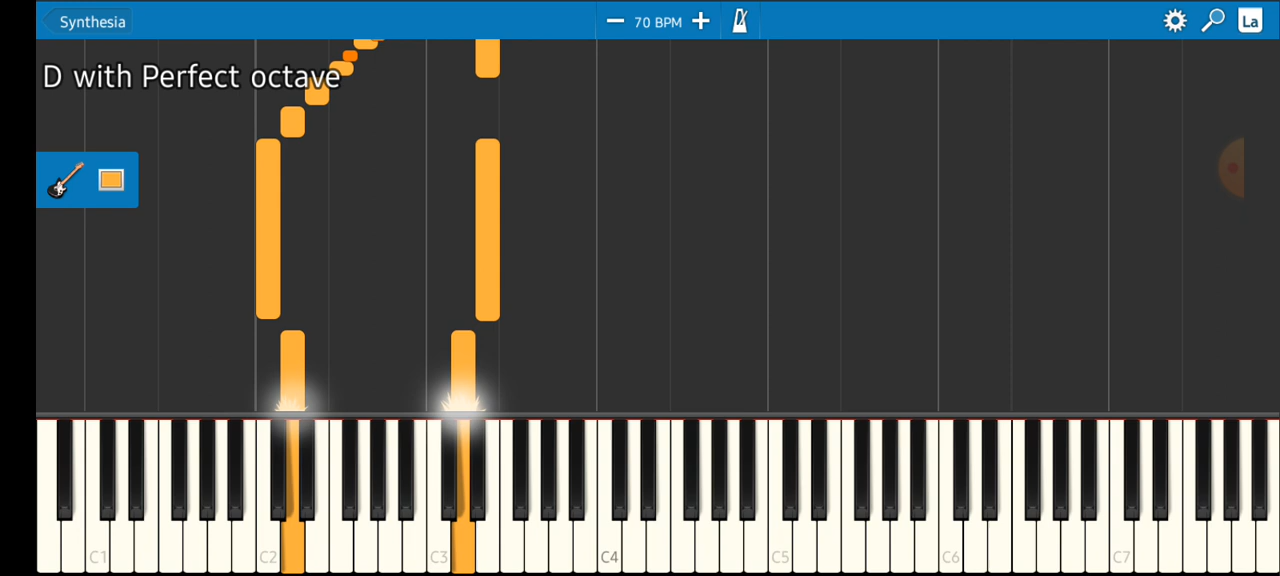 Synthesia
70 BPM
La
D with Perfect octave
C1 C2 C3 C4 C5 C6 C7